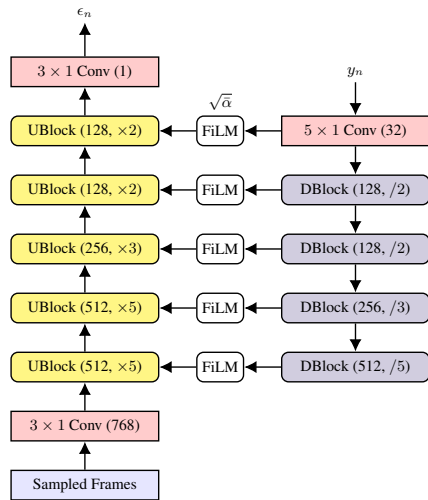 ϵₙ
3 × 1 Conv (1)
yₙ
√ᾱ
UBlock (128, ×2)
FiLM
5 × 1 Conv (32)
UBlock (128, ×2)
FiLM
DBlock (128, /2)
UBlock (256, ×3)
FiLM
DBlock (128, /2)
UBlock (512, ×5)
FiLM
DBlock (256, /3)
UBlock (512, ×5)
FiLM
DBlock (512, /5)
3 × 1 Conv (768)
Sampled Frames